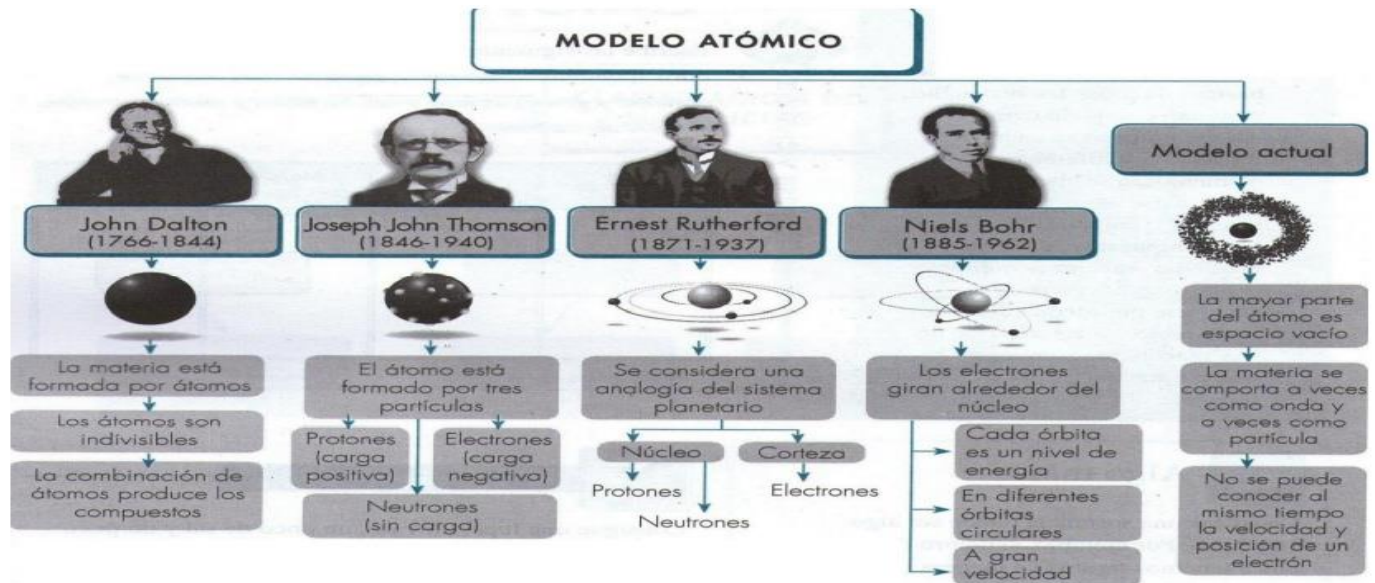 MODELO ATÓMICO
John Dalton
(1766-1844)
La materia está
formada por átomos
Los átomos son
indivisibles
La combinación de
átomos produce los
compuestos
Joseph John Thomson
(1846-1940)
El átomo está
formado por tres
partículas
Protones
(carga
positiva)
Electrones
(carga
negativa)
Neutrones
(sin carga)
Ernest Rutherford
(1871-1937)
Se considera una
analogía del sistema
planetario
Núcleo
Corteza
Protones
Electrones
Neutrones
Niels Bohr
(1885-1962)
Los electrones
giran alrededor del
núcleo
Cada órbita
es un nivel de
energía
En diferentes
órbitas
circulares
A gran
velocidad
Modelo actual
La mayor parte
del átomo es
espacio vacío
La materia se
comporta a veces
como onda y
a veces como
partícula
No se puede
conocer al
mismo tiempo
la velocidad y
posición de un
electrón